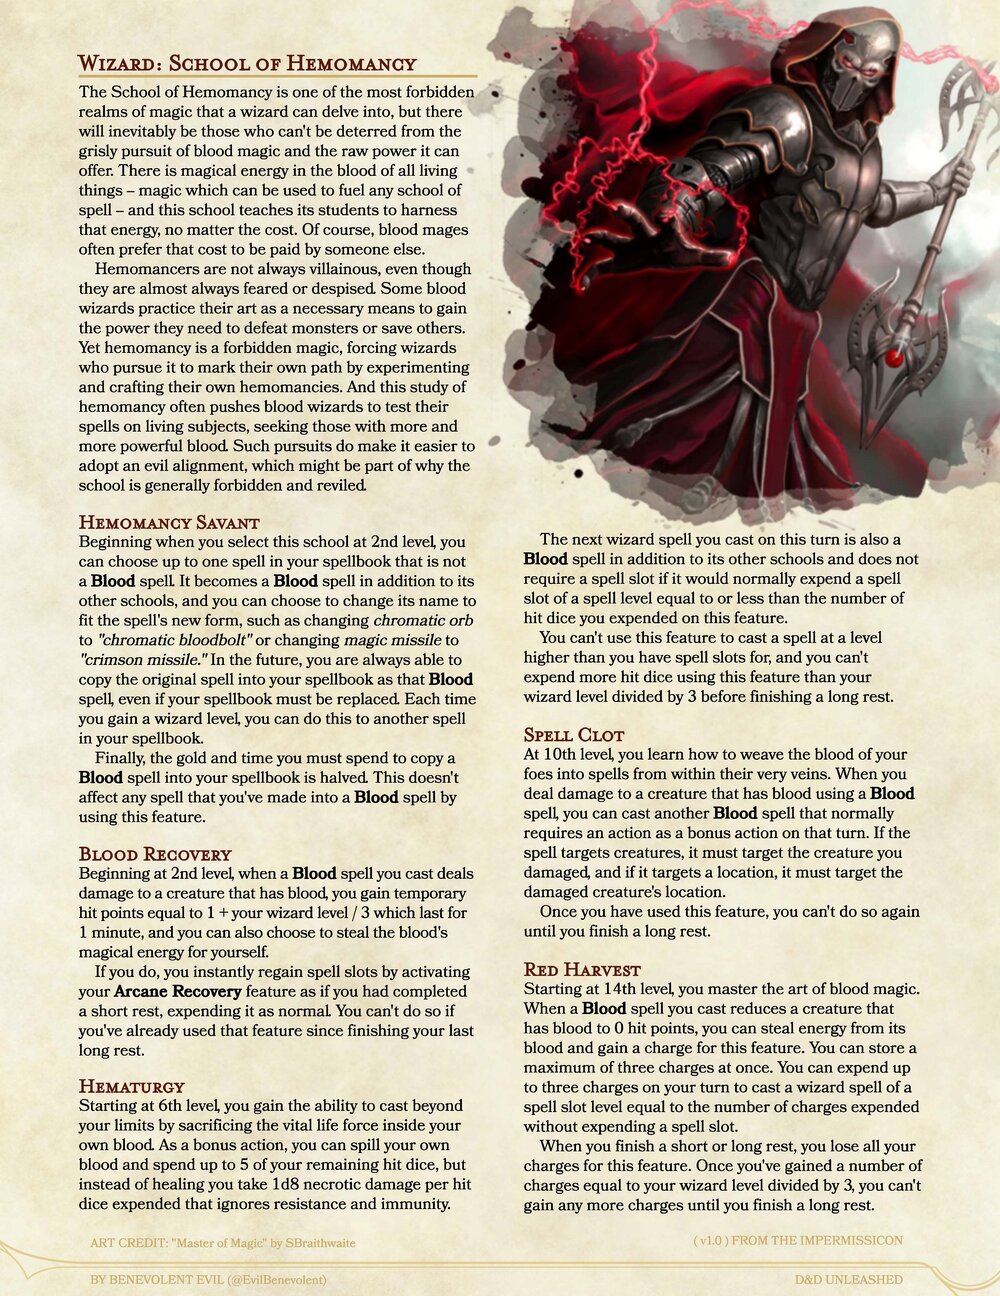 Wizard: School of Hemomancy
The School of Hemomancy is one of the most forbidden
realms of magic that a wizard can delve into, but there
will inevitably be those who can't be deterred from the
grisly pursuit of blood magic and the raw power it can
offer. There is magical energy in the blood of all living
things – magic which can be used to fuel any school of
spell – and this school teaches its students to harness
that energy, no matter the cost. Of course, blood mages
often prefer that cost to be paid by someone else.
Hemomancers are not always villainous, even though
they are almost always feared or despised. Some blood
wizards practice their art as a necessary means to gain
the power they need to defeat monsters or save others.
Yet hemomancy is a forbidden magic, forcing wizards
who pursue it to mark their own path by experimenting
and crafting their own hemomancies. And this study of
hemomancy often pushes blood wizards to test their
spells on living subjects, seeking those with more and
more powerful blood. Such pursuits do make it easier to
adopt an evil alignment, which might be part of why the
school is generally forbidden and reviled.
Hemomancy Savant
Beginning when you select this school at 2nd level, you
can choose up to one spell in your spellbook that is not
a Blood spell. It becomes a Blood spell in addition to its
other schools, and you can choose to change its name to
fit the spell's new form, such as changing chromatic orb
to "chromatic bloodbolt" or changing magic missile to
"crimson missile." In the future, you are always able to
copy the original spell into your spellbook as that Blood
spell, even if your spellbook must be replaced. Each time
you gain a wizard level, you can do this to another spell
in your spellbook.
Finally, the gold and time you must spend to copy a
Blood spell into your spellbook is halved. This doesn't
affect any spell that you've made into a Blood spell by
using this feature.
Blood Recovery
Beginning at 2nd level, when a Blood spell you cast deals
damage to a creature that has blood, you gain temporary
hit points equal to 1 + your wizard level / 3 which last for
1 minute, and you can also choose to steal the blood's
magical energy for yourself.
If you do, you instantly regain spell slots by activating
your Arcane Recovery feature as if you had completed
a short rest, expending it as normal. You can't do so if
you've already used that feature since finishing your last
long rest.
Hematurgy
Starting at 6th level, you gain the ability to cast beyond
your limits by sacrificing the vital life force inside your
own blood. As a bonus action, you can spill your own
blood and spend up to 5 of your remaining hit dice, but
instead of healing you take 1d8 necrotic damage per hit
dice expended that ignores resistance and immunity.
The next wizard spell you cast on this turn is also a
Blood spell in addition to its other schools and does not
require a spell slot if it would normally expend a spell
slot of a spell level equal to or less than the number of
hit dice you expended on this feature.
You can't use this feature to cast a spell at a level
higher than you have spell slots for, and you can't
expend more hit dice using this feature than your
wizard level divided by 3 before finishing a long rest.
Spell Clot
At 10th level, you learn how to weave the blood of your
foes into spells from within their very veins. When you
deal damage to a creature that has blood using a Blood
spell, you can cast another Blood spell that normally
requires an action as a bonus action on that turn. If the
spell targets creatures, it must target the creature you
damaged, and if it targets a location, it must target the
damaged creature's location.
Once you have used this feature, you can't do so again
until you finish a long rest.
Red Harvest
Starting at 14th level, you master the art of blood magic.
When a Blood spell you cast reduces a creature that
has blood to 0 hit points, you can steal energy from its
blood and gain a charge for this feature. You can store a
maximum of three charges at once. You can expend up
to three charges on your turn to cast a wizard spell of a
spell slot level equal to the number of charges expended
without expending a spell slot.
When you finish a short or long rest, you lose all your
charges for this feature. Once you've gained a number of
charges equal to your wizard level divided by 3, you can't
gain any more charges until you finish a long rest.
ART CREDIT: "Master of Magic" by SBraithwaite
( v1.0 ) FROM THE IMPERMISSICON
BY BENEVOLENT EVIL (@EvilBenevolent)
D&D UNLEASHED